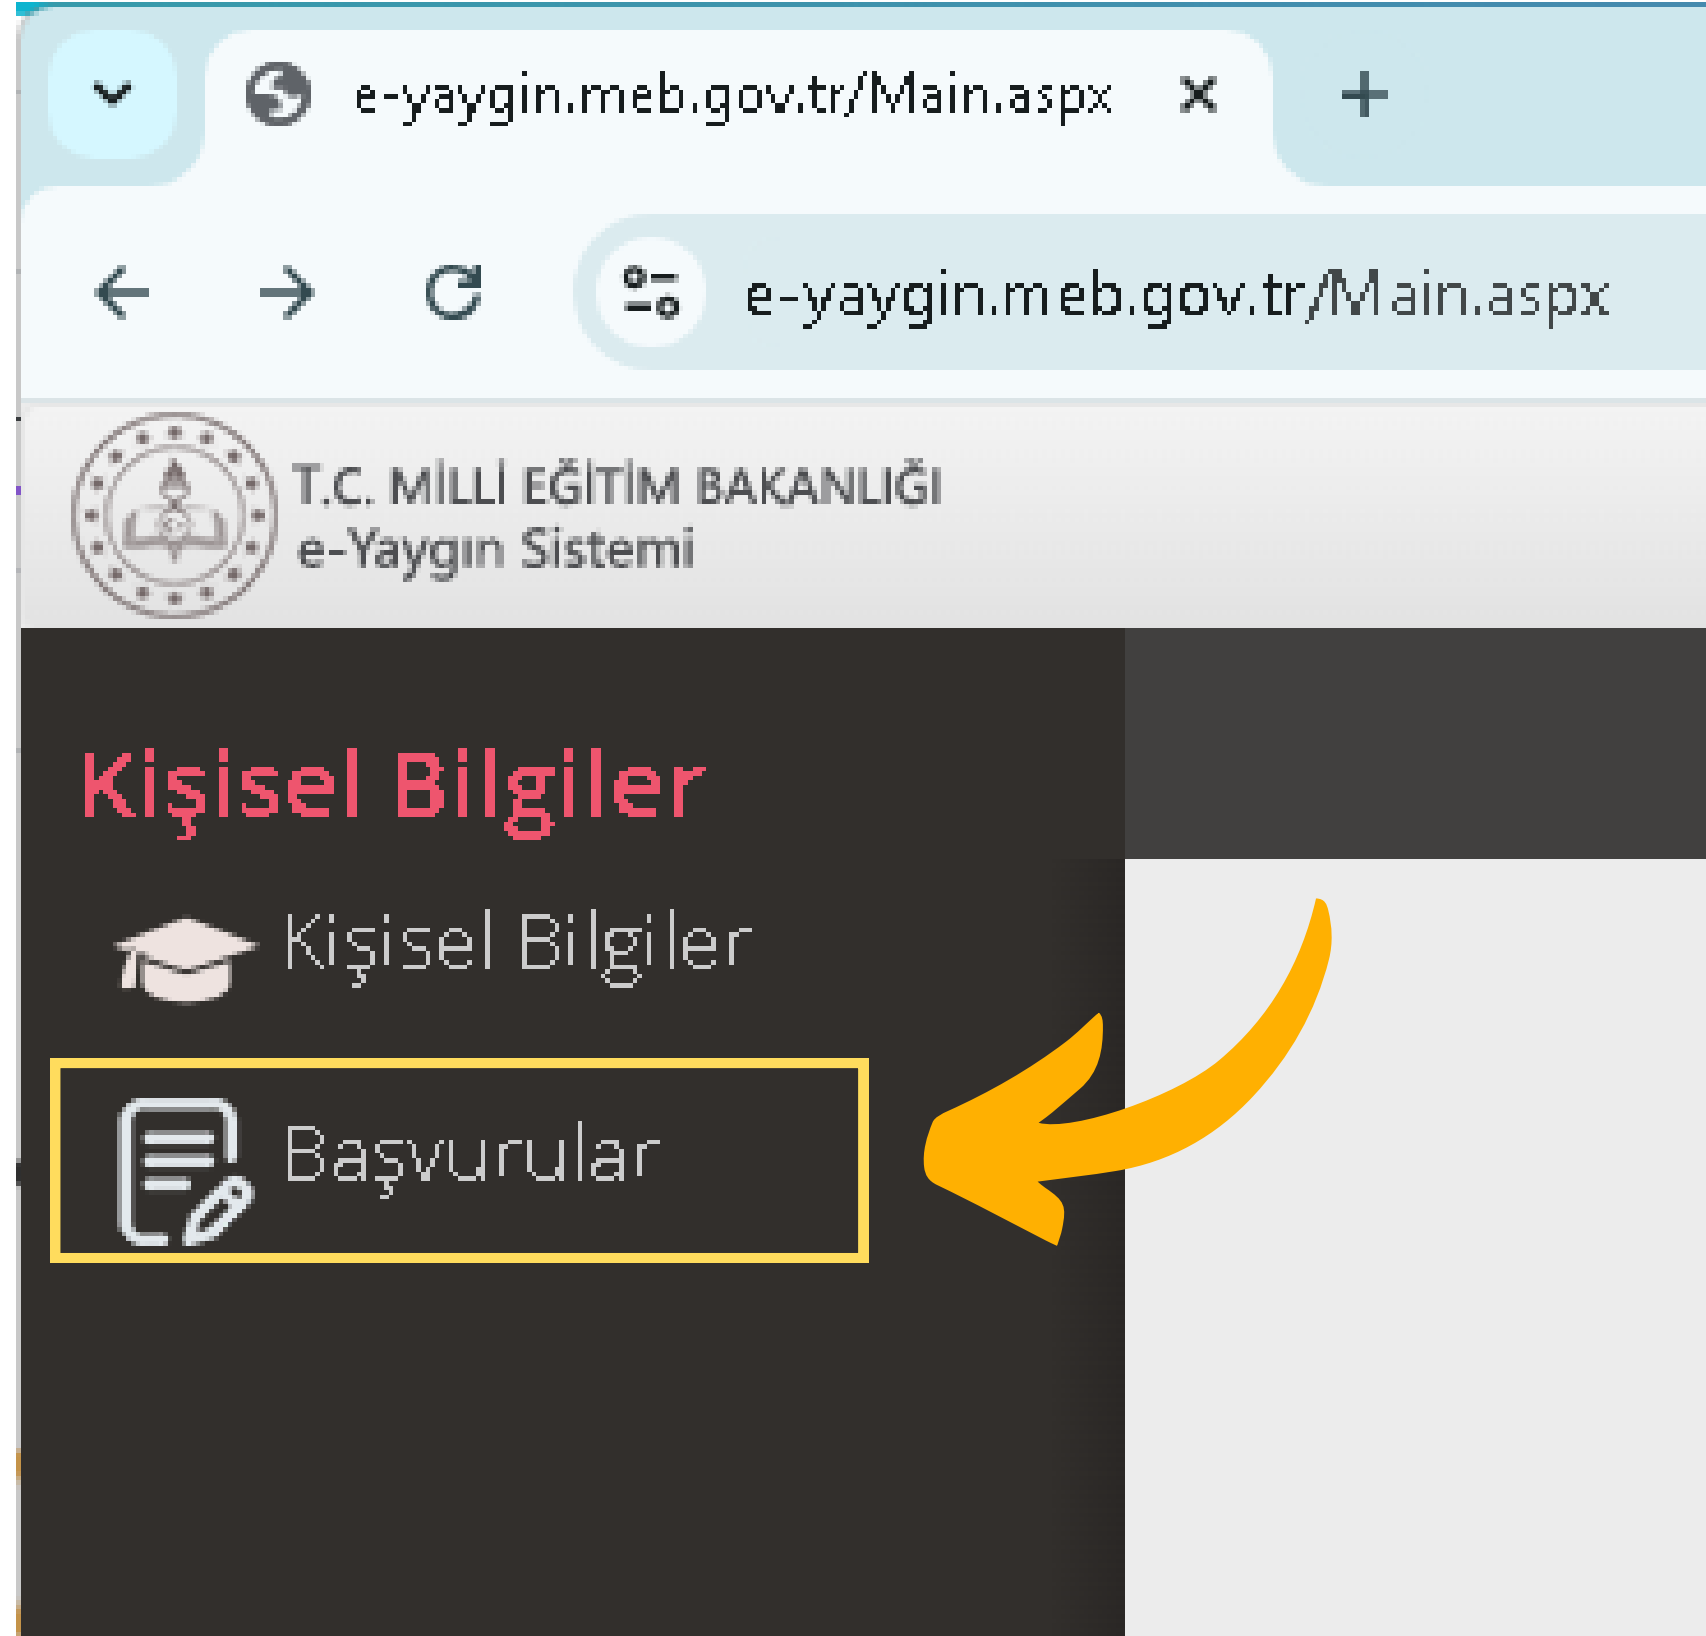 e-yaygin.meb.gov.tr/Main.aspx
e-yaygin.meb.gov.tr/Main.aspx
T.C. MİLLİ EĞİTİM BAKANLIĞI
e-Yaygın Sistemi
Kişisel Bilgiler
Kişisel Bilgiler
Başvurular